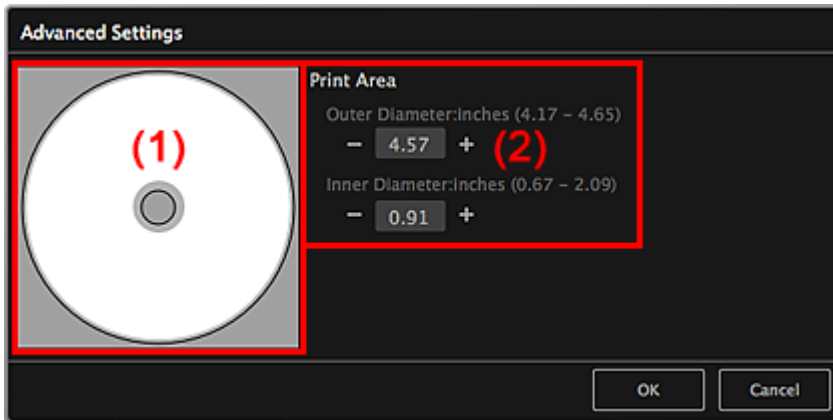 Advanced Settings
(1)
Print Area
Outer Diameter:inches (4.17 – 4.65)
− 4.57 +
(2)
Inner Diameter:inches (0.67 – 2.09)
− 0.91 +
OK Cancel